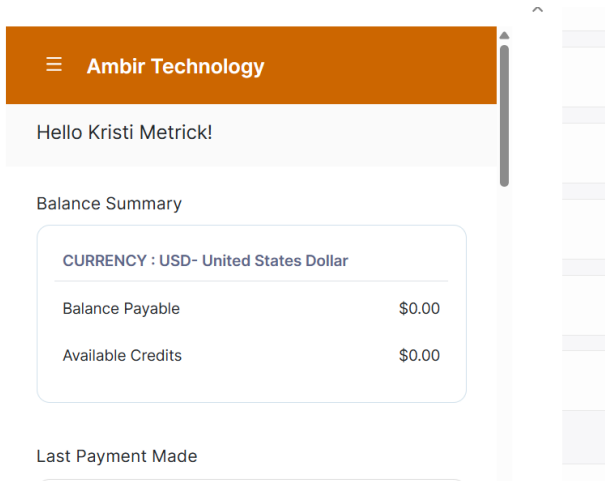 Ambir Technology
Hello Kristi Metrick!
Balance Summary
CURRENCY : USD- United States Dollar
Balance Payable $0.00
Available Credits $0.00
Last Payment Made